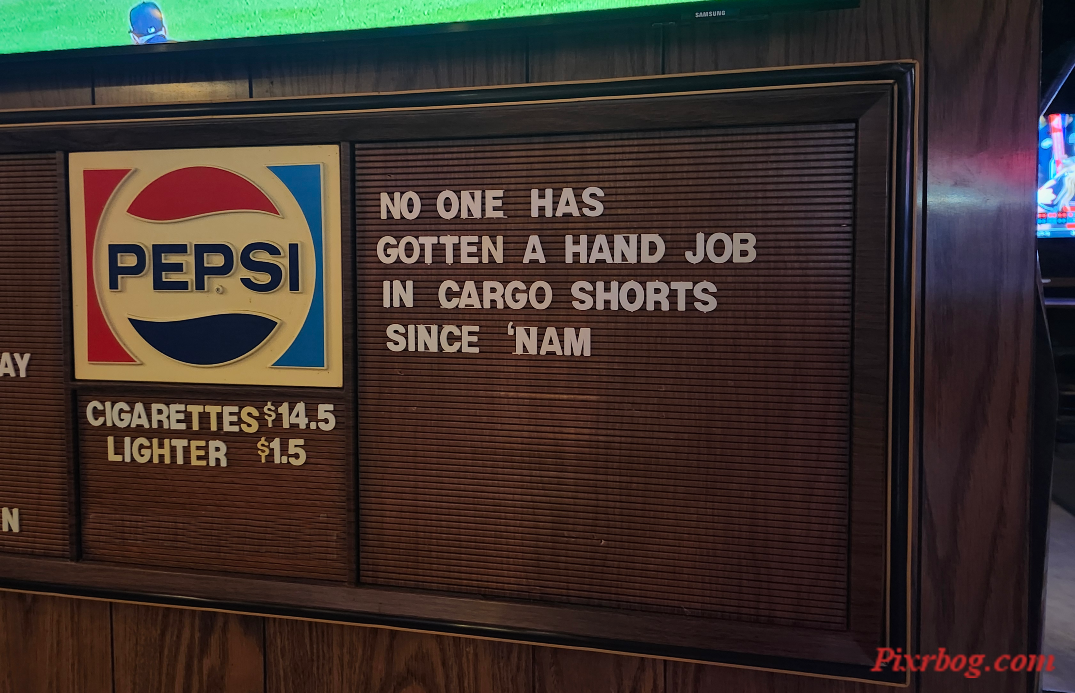 SAMSUNG
PEPSI
NO ONE HAS
GOTTEN A HAND JOB
IN CARGO SHORTS
SINCE 'NAM
AY
CIGARETTES $14.5
LIGHTER $1.5
N
Pixrbog.com